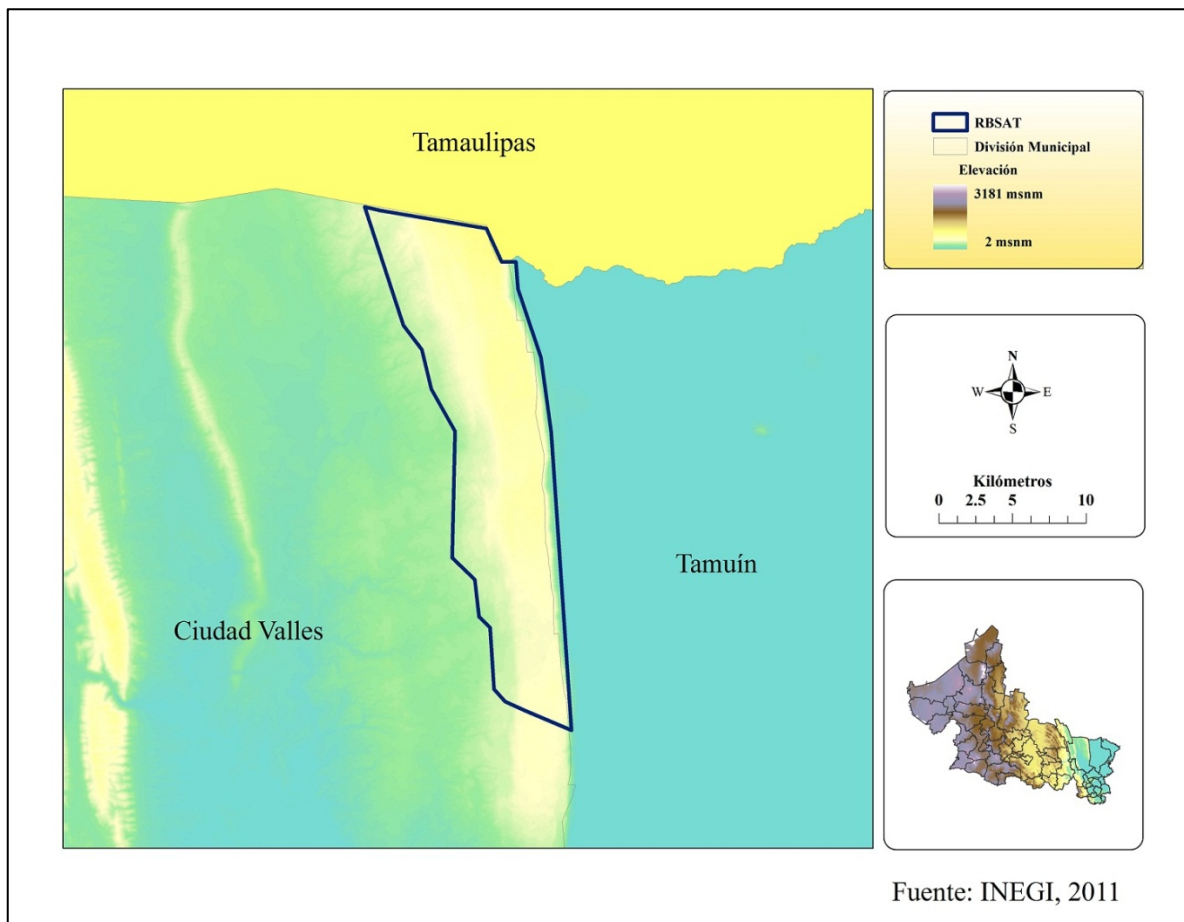 Tamaulipas
Ciudad Valles
Tamuín
RBSAT
División Municipal
Elevación
3181 msnm
2 msnm
N
W E
S
Kilómetros
0 2.5 5 10
Fuente: INEGI, 2011